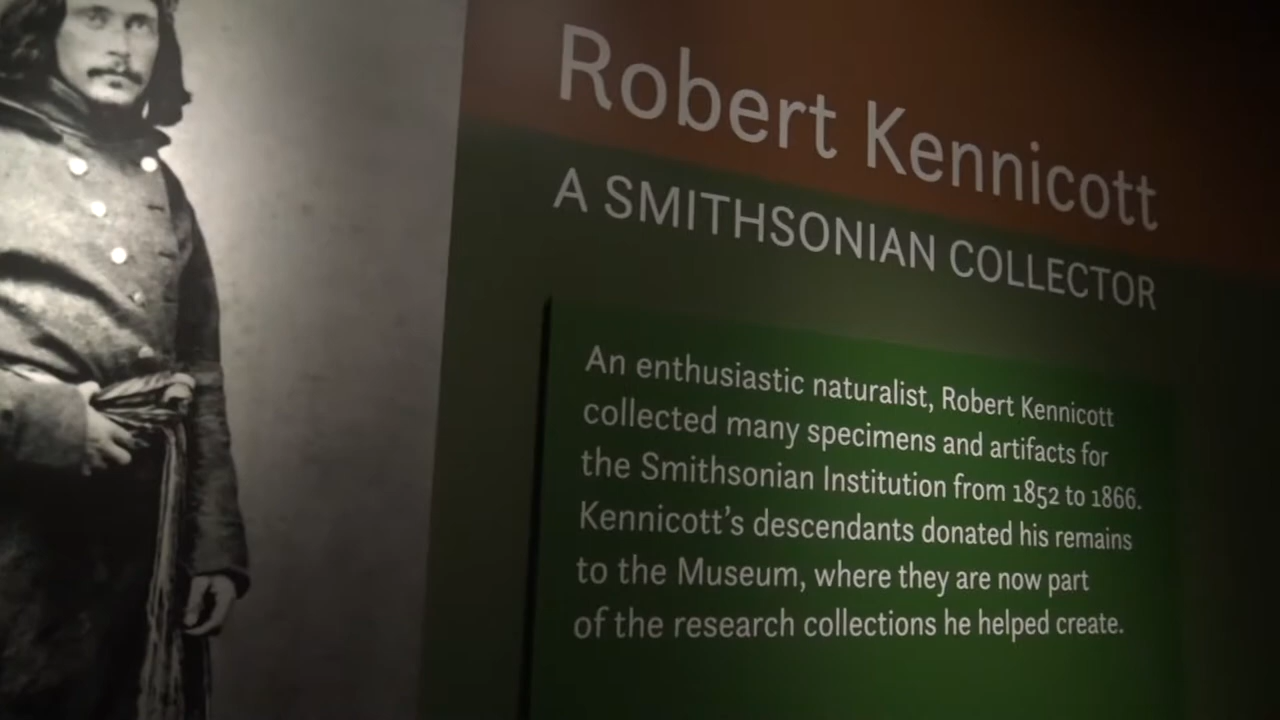 Robert Kennicott
A SMITHSONIAN COLLECTOR
An enthusiastic naturalist, Robert Kennicott
collected many specimens and artifacts for
the Smithsonian Institution from 1852 to 1866.
Kennicott’s descendants donated his remains
to the Museum, where they are now part
of the research collections he helped create.